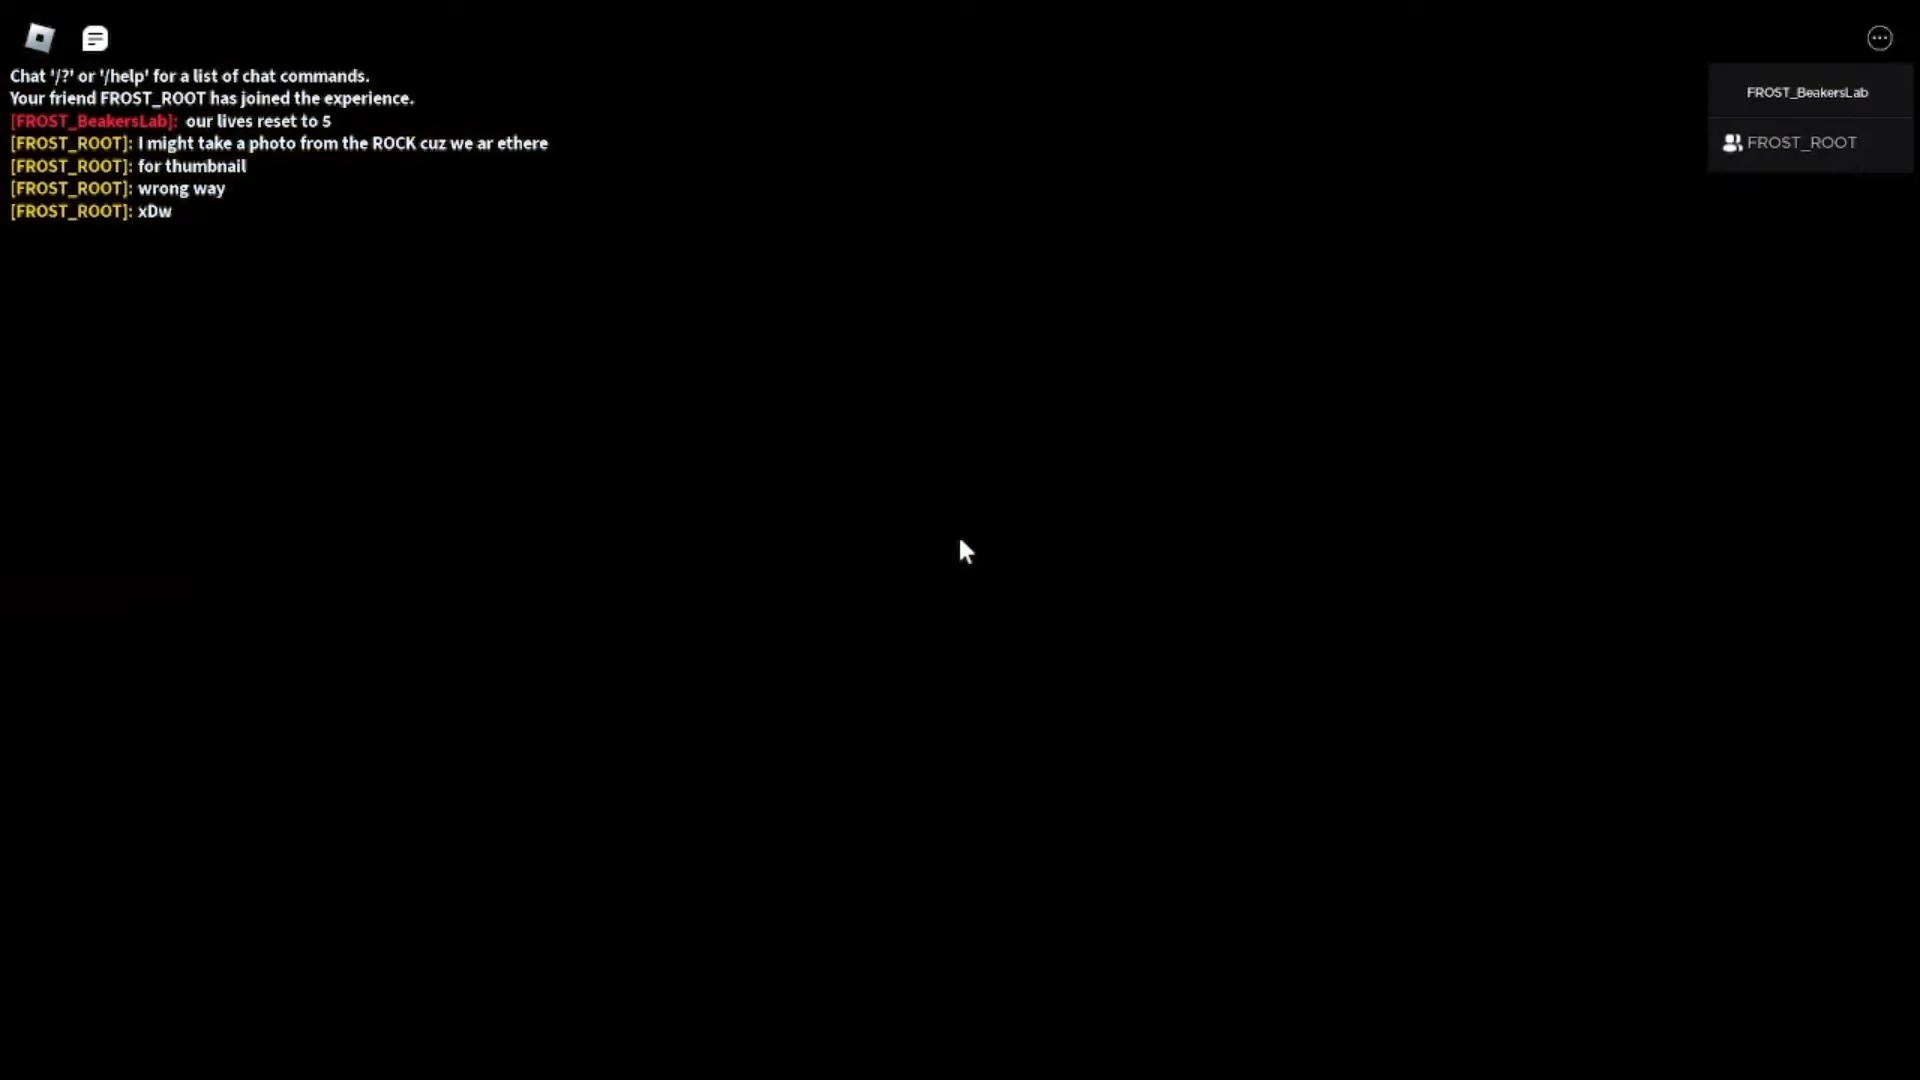 Chat '/?' or '/help' for a list of chat commands.
Your friend FROST_ROOT has joined the experience.
[FROST_BeakersLab]: our lives reset to 5
[FROST_ROOT]: I might take a photo from the ROCK cuz we ar ethere
[FROST_ROOT]: for thumbnail
[FROST_ROOT]: wrong way
[FROST_ROOT]: xDw
FROST_BeakersLab
FROST_ROOT